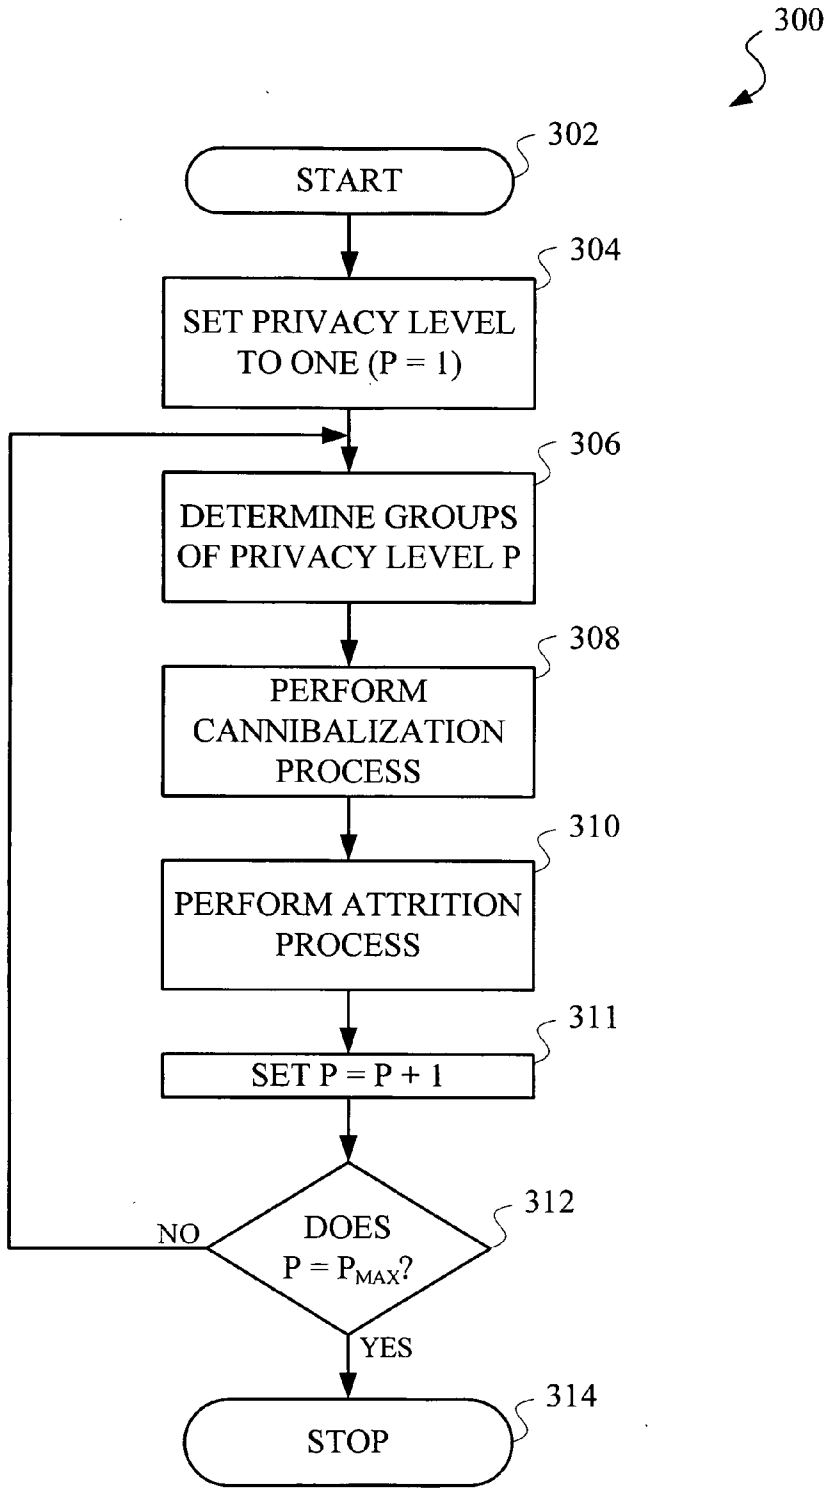 300
302
START
304
SET PRIVACY LEVEL
TO ONE (P = 1)
306
DETERMINE GROUPS
OF PRIVACY LEVEL P
308
PERFORM
CANNIBALIZATION
PROCESS
310
PERFORM ATTRITION
PROCESS
311
SET P = P + 1
312
DOES
P = PMAX?
NO
YES
314
STOP